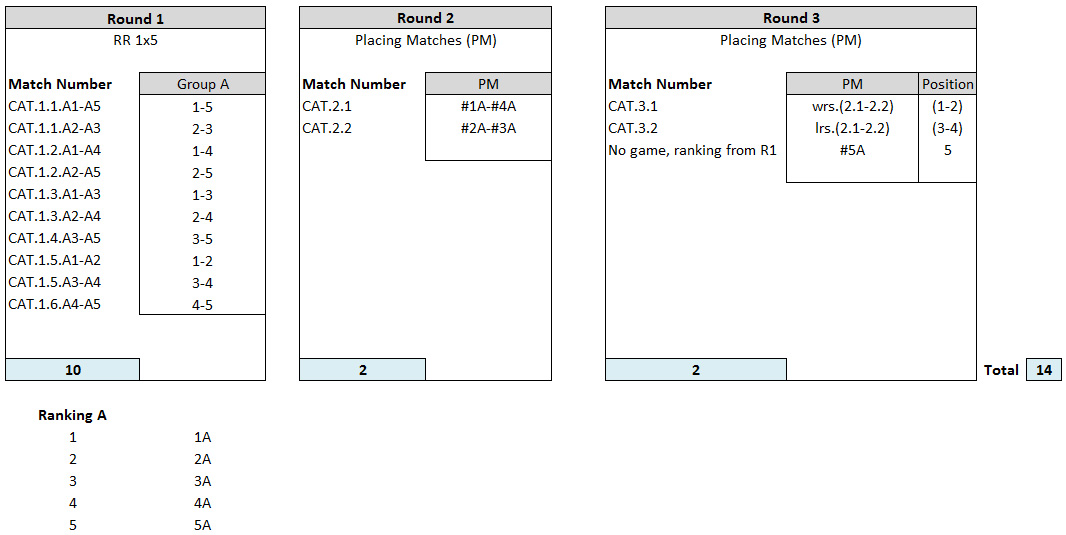 Round 1
RR 1x5
Match Number Group A
CAT.1.1.A1-A5 1-5
CAT.1.1.A2-A3 2-3
CAT.1.2.A1-A4 1-4
CAT.1.2.A2-A5 2-5
CAT.1.3.A1-A3 1-3
CAT.1.3.A2-A4 2-4
CAT.1.4.A3-A5 3-5
CAT.1.5.A1-A2 1-2
CAT.1.5.A3-A4 3-4
CAT.1.6.A4-A5 4-5
10
Round 2
Placing Matches (PM)
Match Number PM
CAT.2.1 #1A-#4A
CAT.2.2 #2A-#3A
2
Round 3
Placing Matches (PM)
Match Number PM Position
CAT.3.1 wrs.(2.1-2.2) (1-2)
CAT.3.2 lrs.(2.1-2.2) (3-4)
No game, ranking from R1 #5A 5
2
Total 14
Ranking A
1 1A
2 2A
3 3A
4 4A
5 5A